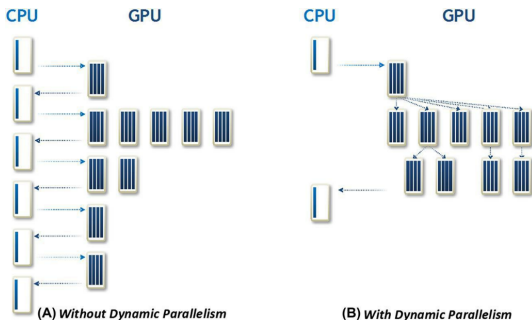 CPU GPU
CPU GPU
(A) Without Dynamic Parallelism
(B) With Dynamic Parallelism